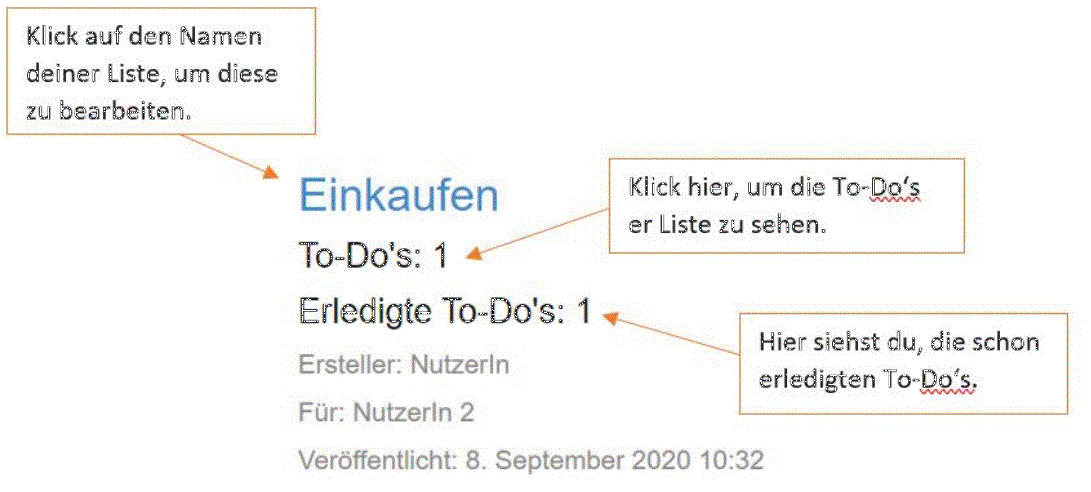 Klick auf den Namen
deiner Liste, um diese
zu bearbeiten.
Einkaufen
To-Do's: 1
Klick hier, um die To-Do‘s
er Liste zu sehen.
Erledigte To-Do's: 1
Hier siehst du, die schon
erledigten To-Do‘s.
Ersteller: NutzerIn
Für: NutzerIn 2
Veröffentlicht: 8. September 2020 10:32